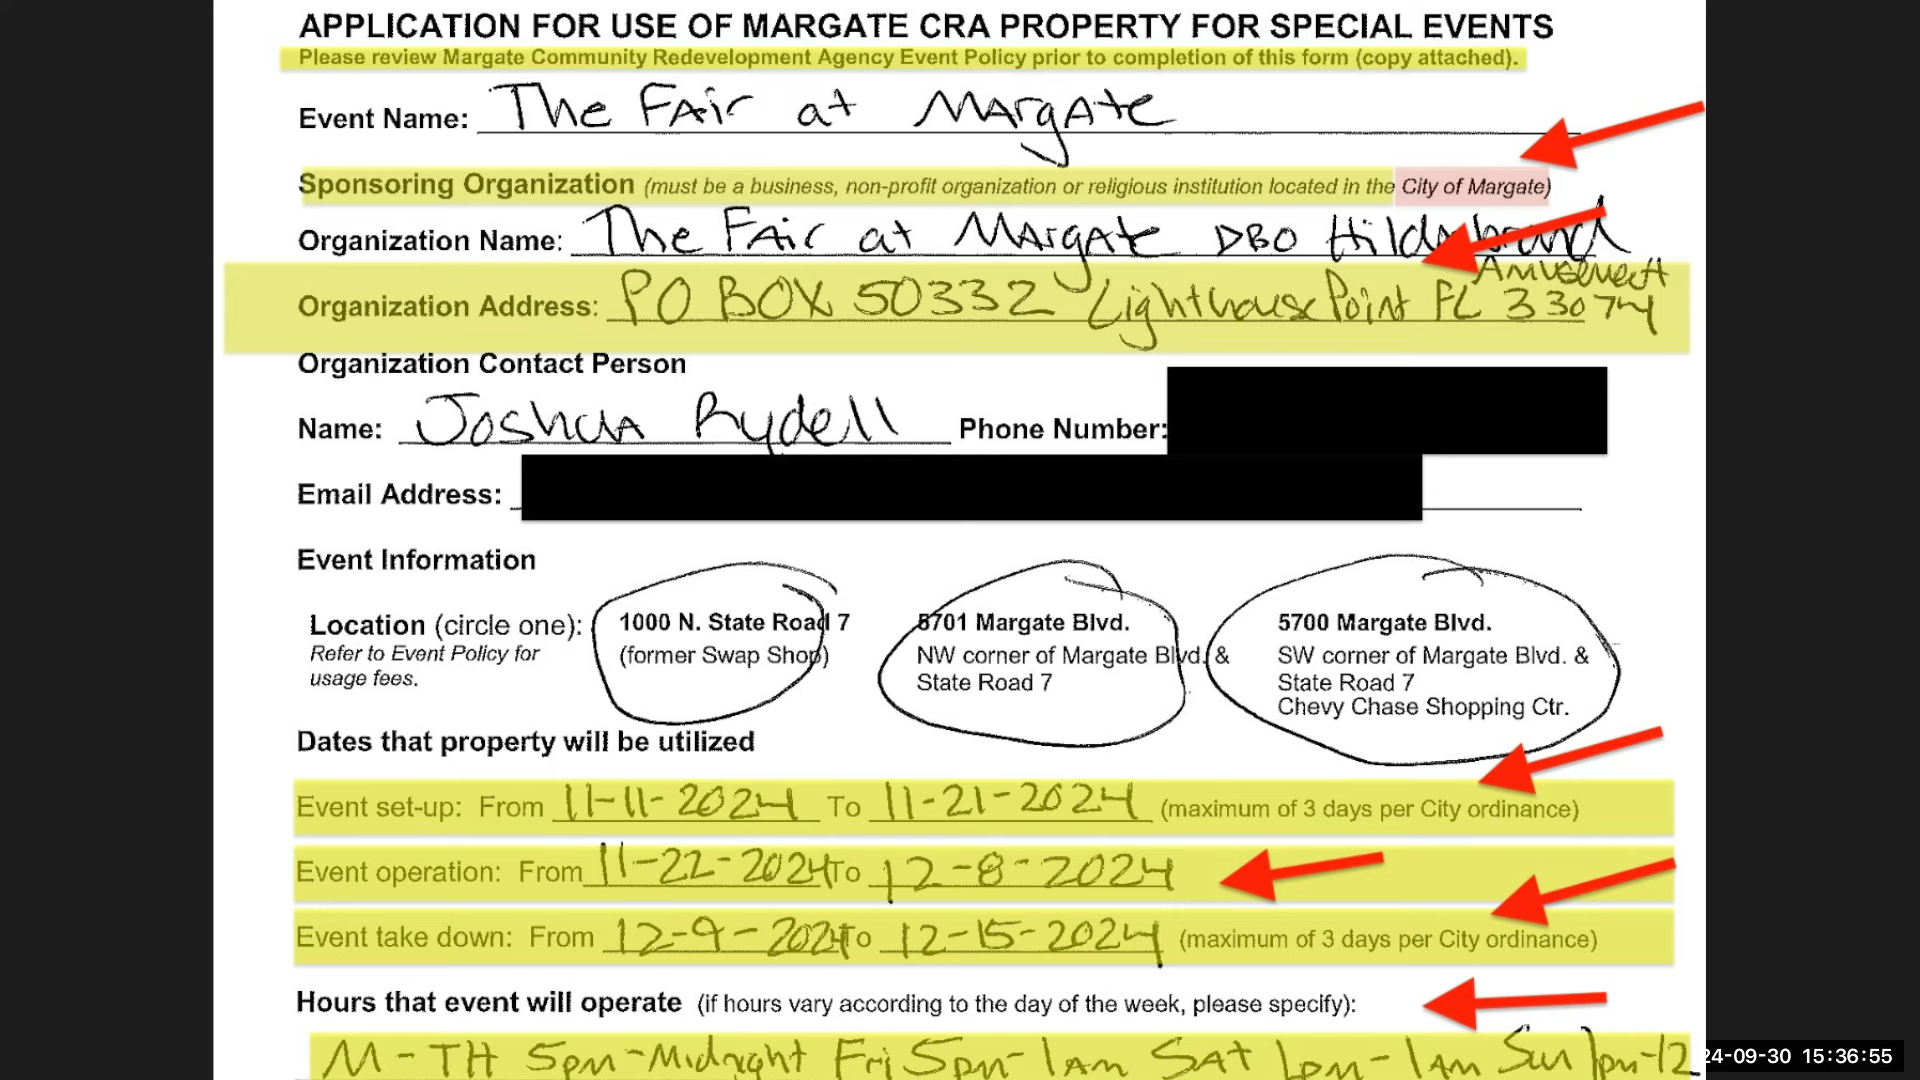 APPLICATION FOR USE OF MARGATE CRA PROPERTY FOR SPECIAL EVENTS
Please review Margate Community Redevelopment Agency Event Policy prior to completion of this form (copy attached).
Event Name: The FAir at MArgAte
Sponsoring Organization (must be a business, non-profit organization or religious institution located in the City of Margate)
Organization Name: The FAir at MArgAte DBO Hildebrand
Amusement
Organization Address: PO BOX 50332 Lighthouse Point FL 33074
Organization Contact Person
Name: Joshua Rydell Phone Number:
Email Address:
Event Information
Location (circle one): 1000 N. State Road 7 5701 Margate Blvd. 5700 Margate Blvd.
Refer to Event Policy for (former Swap Shop) NW corner of Margate Blvd. & SW corner of Margate Blvd. &
usage fees. State Road 7 State Road 7
Chevy Chase Shopping Ctr.
Dates that property will be utilized
Event set-up: From 11-11-2024 To 11-21-2024 (maximum of 3 days per City ordinance)
Event operation: From 11-22-2024 To 12-8-2024
Event take down: From 12-9-2024 To 12-15-2024 (maximum of 3 days per City ordinance)
Hours that event will operate (if hours vary according to the day of the week, please specify):
M-TH 5pm-Midnight Fri 5pm-1Am SAT 1pm-1Am Sun 1pm-12
24-09-30 15:36:55